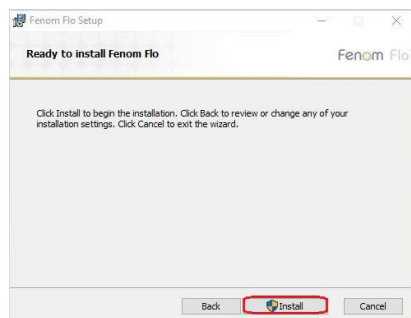 Fenom Flo Setup
Ready to install Fenom Flo
Fenom Flo
Click Install to begin the installation. Click Back to review or change any of your
installation settings. Click Cancel to exit the wizard.
Back
Install
Cancel